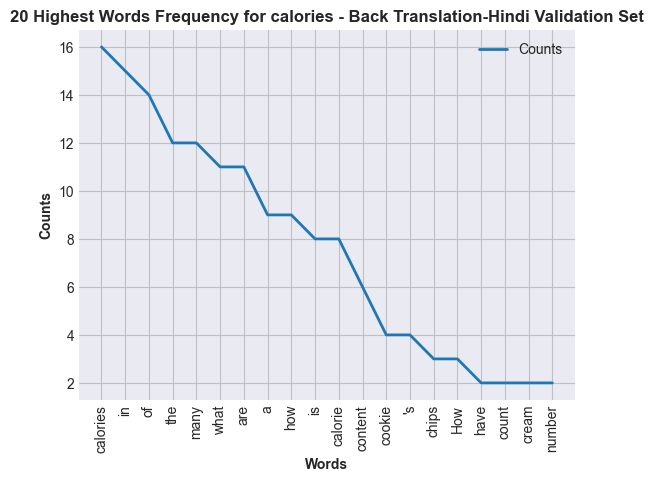 20 Highest Words Frequency for calories - Back Translation-Hindi Validation Set
Counts
16
14
12
10
8
6
4
2
Counts
calories
in
of
the
many
what
are
a
how
is
calorie
content
cookie
's
chips
How
have
count
cream
number
Words